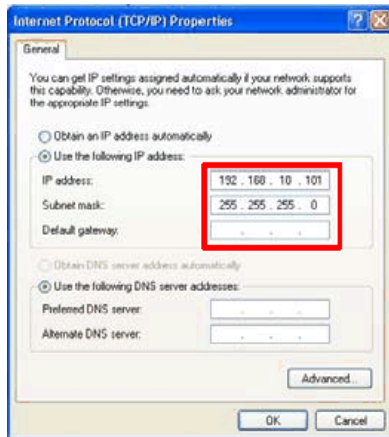 Internet Protocol (TCP/IP) Properties
General
You can get IP settings assigned automatically if your network supports
this capability. Otherwise, you need to ask your network administrator for
the appropriate IP settings.
Obtain an IP address automatically
Use the following IP address:
IP address: 192 . 168 . 10 . 101
Subnet mask: 255 . 255 . 255 . 0
Default gateway: . . .
Obtain DNS server address automatically
Use the following DNS server addresses:
Preferred DNS server: . . .
Alternate DNS server: . . .
Advanced...
OK Cancel